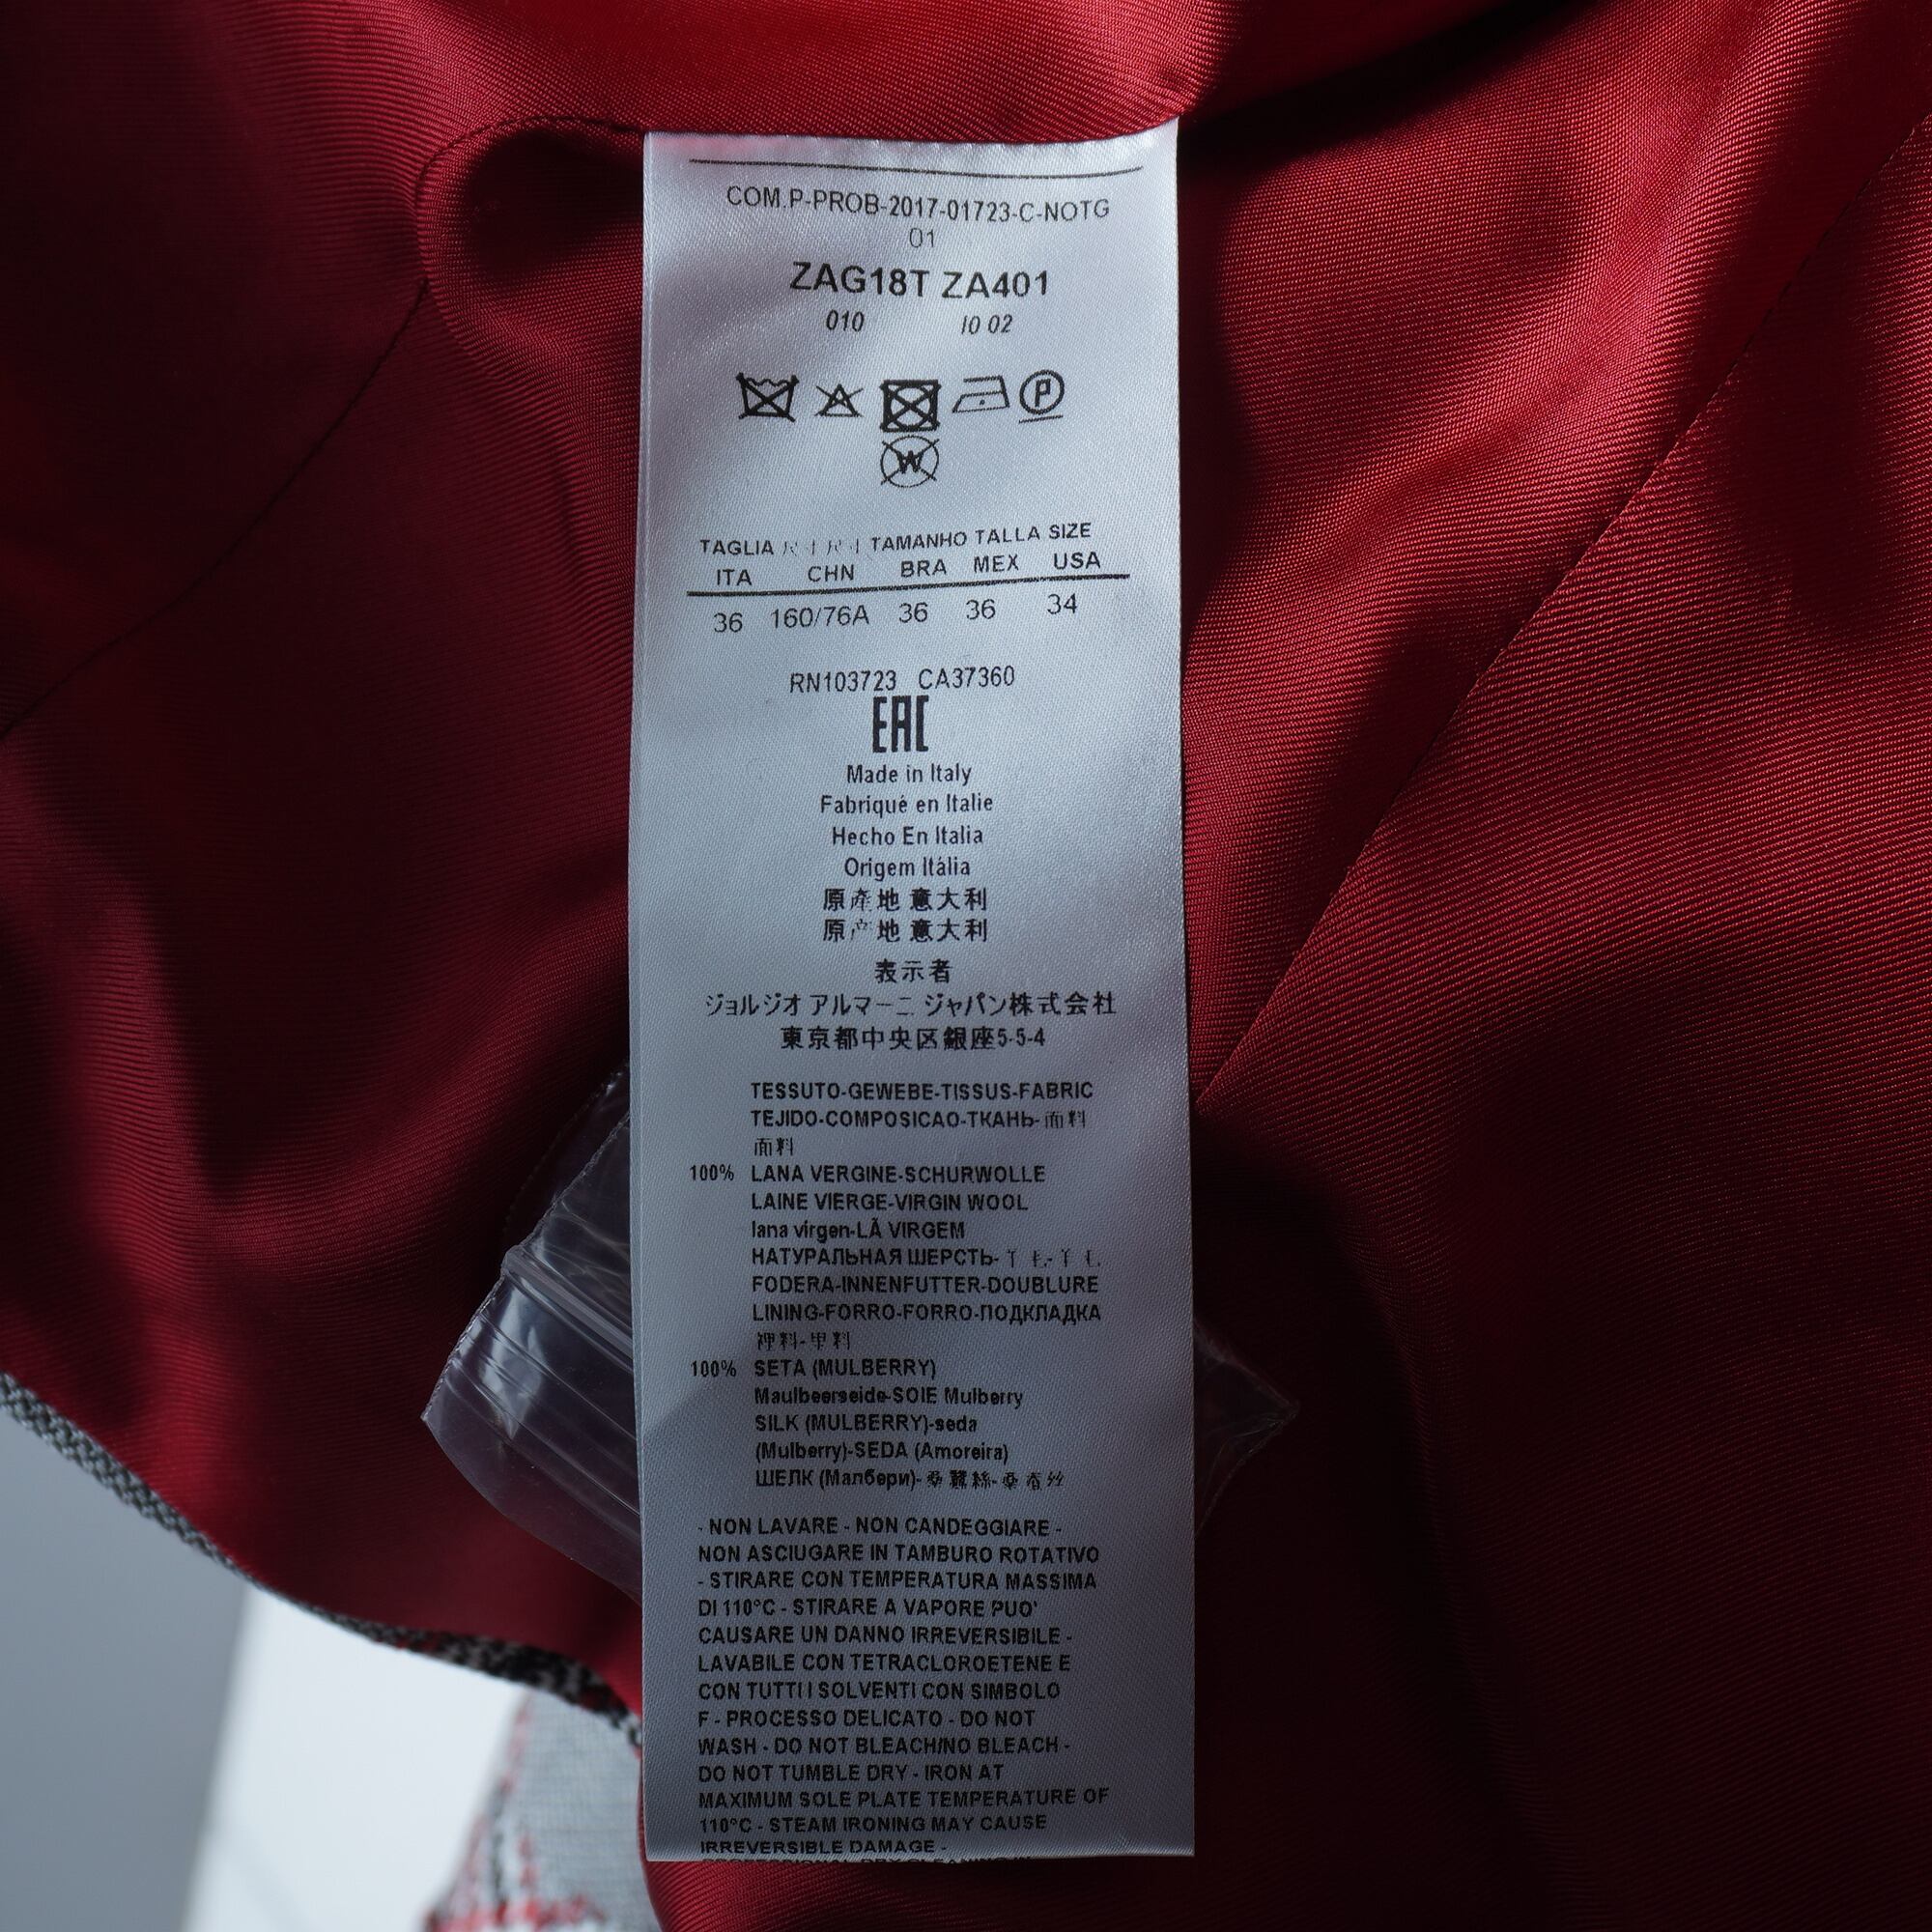 COM.P-PROB-2017-01723-C-NOTG
01
ZAG18T ZA401
010 I0 02
W P
TAGLIA TAMANHO TALLA SIZE
ITA CHN BRA MEX USA
36 160/76A 36 36 34
RN103723 CA37360
EAC
Made in Italy
Fabriqué en Italie
Hecho En Italia
Origem Itália
原產地 意大利
原产地 意大利
表示者
ジョルジオ アルマーニ ジャパン株式会社
東京都中央区銀座5-5-4
TESSUTO-GEWEBE-TISSUS-FABRIC
TEJIDO-COMPOSICAO-ТКАНЬ-面料
面料
100% LANA VERGINE-SCHURWOLLE
LAINE VIERGE-VIRGIN WOOL
lana virgen-LÃ VIRGEM
НАТУРАЛЬНАЯ ШЕРСТЬ-
FODERA-INNENFUTTER-DOUBLURE
LINING-FORRO-FORRO-ПОДКЛАДКА
裡料-里料
100% SETA (MULBERRY)
Maulbeerseide-SOIE Mulberry
SILK (MULBERRY)-seda
(Mulberry)-SEDA (Amoreira)
ШЕЛК (Малбери)-桑蠶絲-桑蚕丝
- NON LAVARE - NON CANDEGGIARE -
NON ASCIUGARE IN TAMBURO ROTATIVO
- STIRARE CON TEMPERATURA MASSIMA
DI 110°C - STIRARE A VAPORE PUO'
CAUSARE UN DANNO IRREVERSIBILE -
LAVABILE CON TETRACLOROETENE E
CON TUTTI I SOLVENTI CON SIMBOLO
F - PROCESSO DELICATO - DO NOT
WASH - DO NOT BLEACH/NO BLEACH -
DO NOT TUMBLE DRY - IRON AT
MAXIMUM SOLE PLATE TEMPERATURE OF
110°C - STEAM IRONING MAY CAUSE
IRREVERSIBLE DAMAGE -